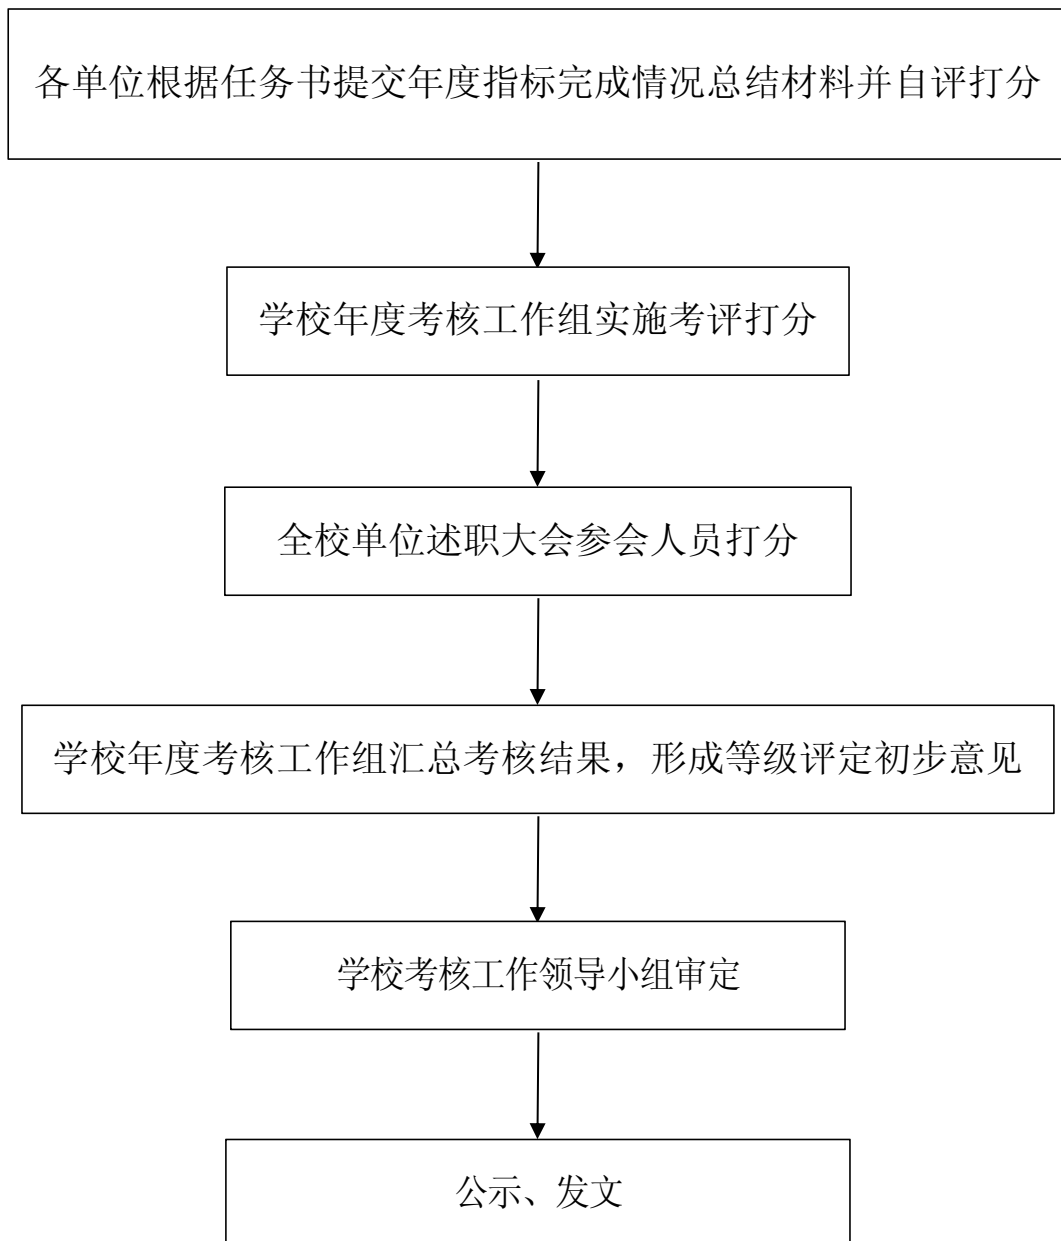 各单位根据任务书提交年度指标完成情况总结材料并自评打分
学校年度考核工作组实施考评打分
全校单位述职大会参会人员打分
学校年度考核工作组汇总考核结果，形成等级评定初步意见
学校考核工作领导小组审定
公示、发文